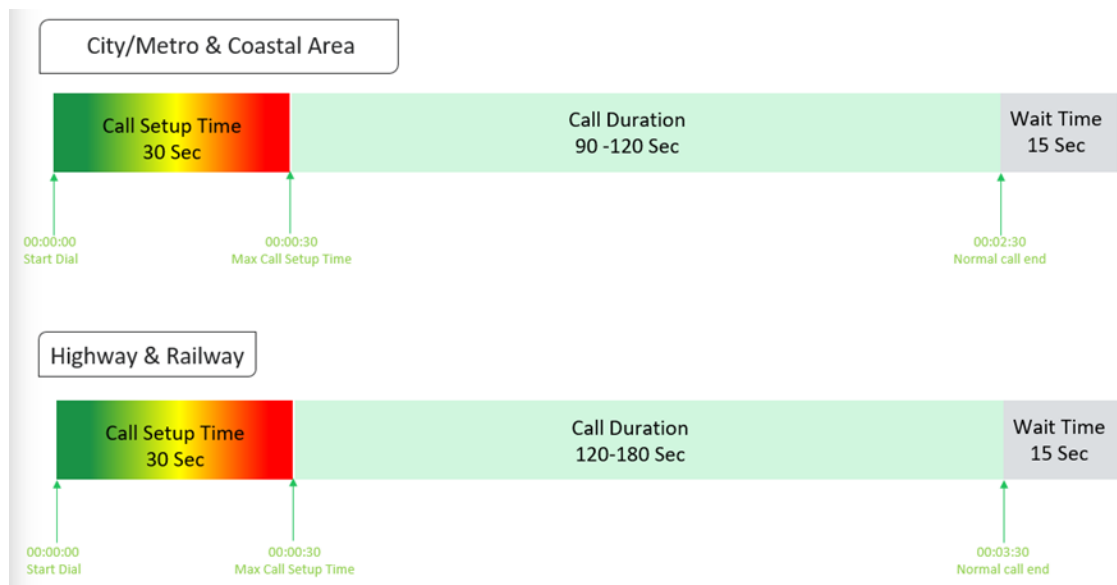 City/Metro & Coastal Area
Call Setup Time
30 Sec
Call Duration
90 -120 Sec
Wait Time
15 Sec
00:00:00
Start Dial
00:00:30
Max Call Setup Time
00:02:30
Normal call end
Highway & Railway
Call Setup Time
30 Sec
Call Duration
120-180 Sec
Wait Time
15 Sec
00:00:00
Start Dial
00:00:30
Max Call Setup Time
00:03:30
Normal call end